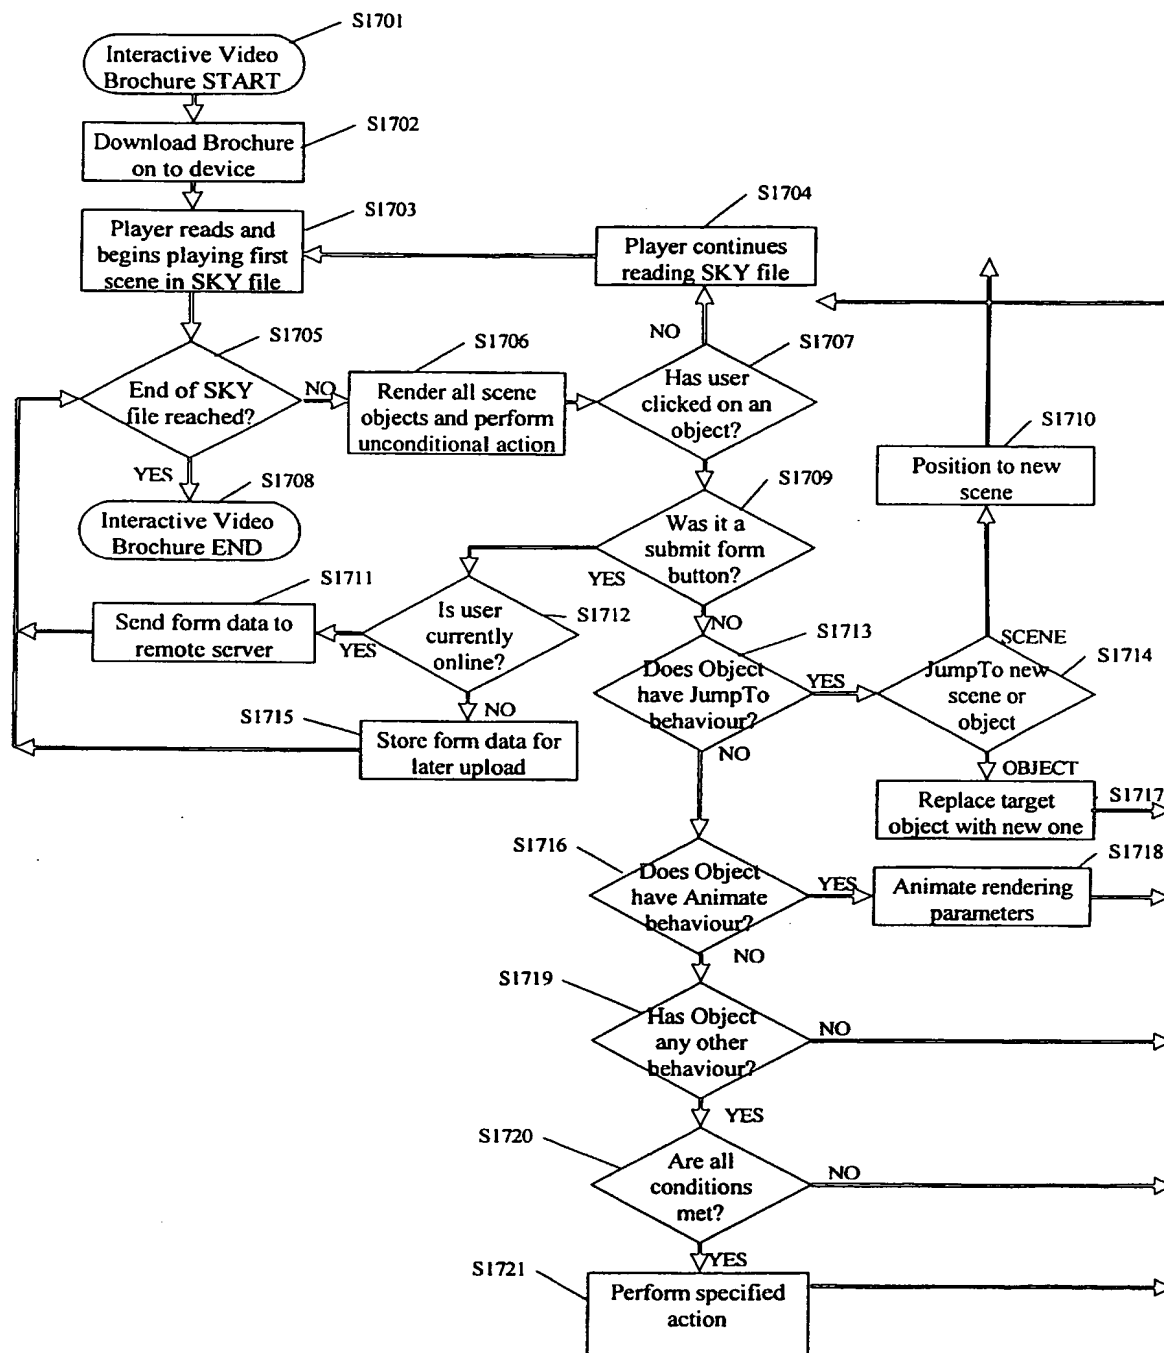 S1701
Interactive Video
Brochure START
S1702
Download Brochure
on to device
S1703
Player reads and
begins playing first
scene in SKY file
S1704
Player continues
reading SKY file
S1705
End of SKY
file reached?
NO
YES
S1706
Render all scene
objects and perform
unconditional action
S1707
Has user
clicked on an
object?
NO
S1708
Interactive Video
Brochure END
S1709
Was it a
submit form
button?
YES
NO
S1710
Position to new
scene
S1711
Send form data to
remote server
S1712
Is user
currently
online?
YES
NO
S1713
Does Object
have JumpTo
behaviour?
YES
NO
S1714
SCENE
JumpTo new
scene or
object
OBJECT
S1715
Store form data for
later upload
S1716
Does Object
have Animate
behaviour?
YES
NO
S1717
Replace target
object with new one
S1718
Animate rendering
parameters
S1719
Has Object
any other
behaviour?
NO
YES
S1720
Are all
conditions
met?
NO
YES
S1721
Perform specified
action